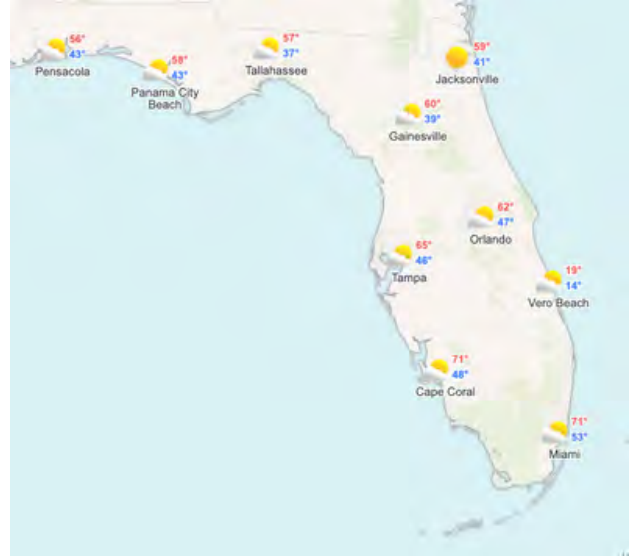 56°
43°
Pensacola
58°
43°
Panama City
Beach
57°
37°
Tallahassee
59°
41°
Jacksonville
60°
39°
Gainesville
62°
47°
Orlando
65°
46°
Tampa
19°
14°
Vero Beach
71°
48°
Cape Coral
71°
53°
Miami